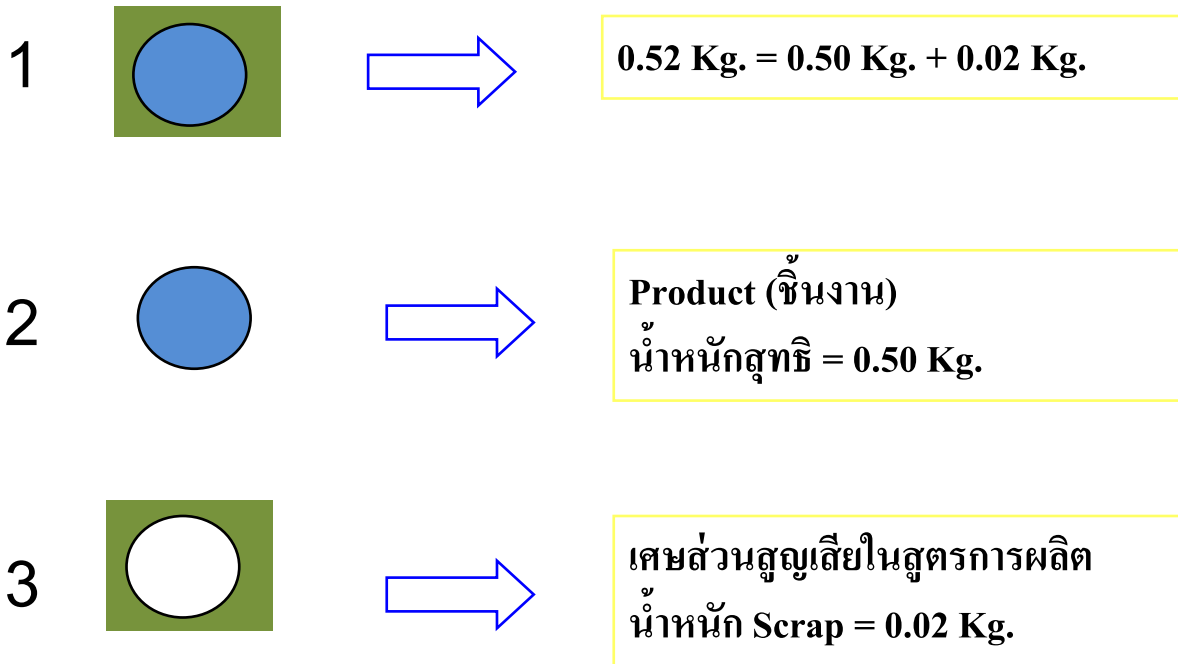 1
0.52 Kg. = 0.50 Kg. + 0.02 Kg.
2
Product (ชิ้นงาน)
น้ำหนักสุทธิ = 0.50 Kg.
3
เศษส่วนสูญเสียในสูตรการผลิต
น้ำหนัก Scrap = 0.02 Kg.